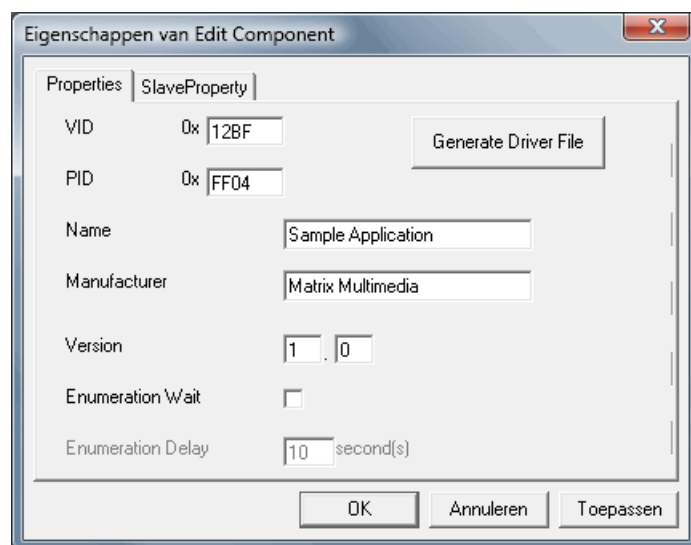 Eigenschappen van Edit Component
Properties SlaveProperty
VID 0x 12BF Generate Driver File
PID 0x FF04
Name Sample Application
Manufacturer Matrix Multimedia
Version 1 . 0
Enumeration Wait
Enumeration Delay 10 second(s)
OK Annuleren Toepassen